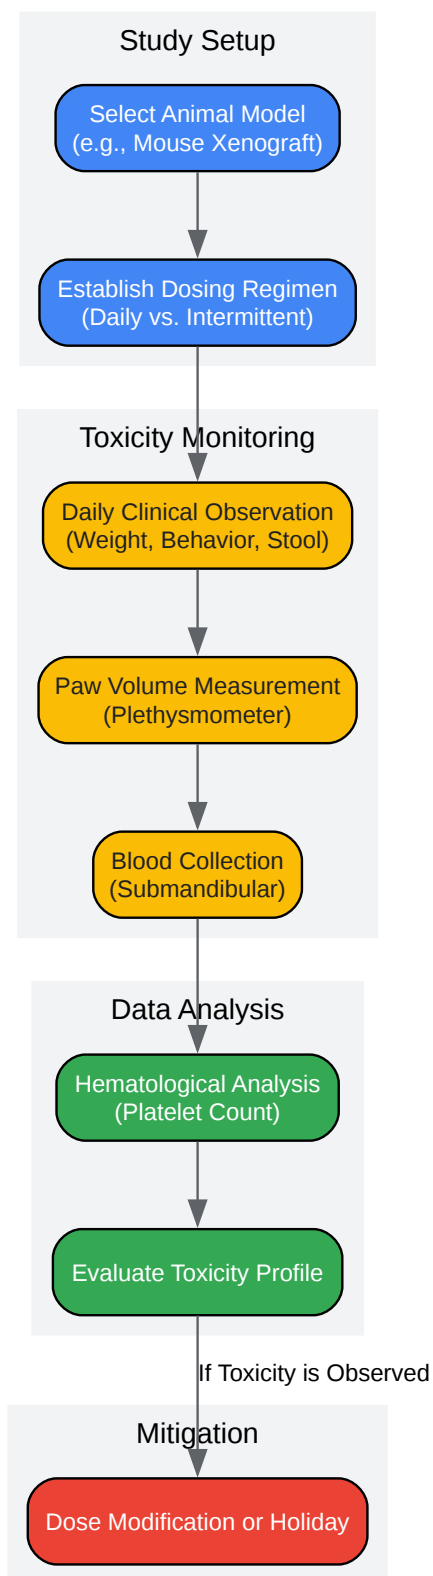 Study Setup
Select Animal Model
(e.g., Mouse Xenograft)
Establish Dosing Regimen
(Daily vs. Intermittent)
Toxicity Monitoring
Daily Clinical Observation
(Weight, Behavior, Stool)
Paw Volume Measurement
(Plethysmometer)
Blood Collection
(Submandibular)
Data Analysis
Hematological Analysis
(Platelet Count)
Evaluate Toxicity Profile
If Toxicity is Observed
Mitigation
Dose Modification or Holiday